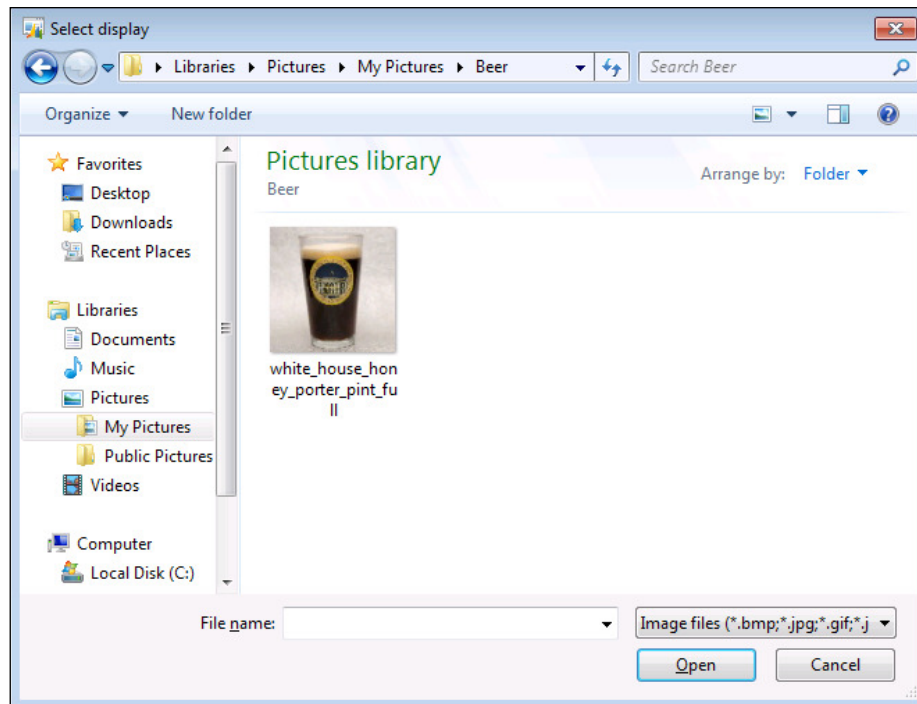 Select display
Libraries Pictures My Pictures Beer
Search Beer
Organize
New folder
Favorites
Desktop
Downloads
Recent Places
Libraries
Documents
Music
Pictures
My Pictures
Public Pictures
Videos
Computer
Local Disk (C:)
Pictures library
Beer
Arrange by: Folder
white_house_hon
ey_porter_pint_fu
ll
File name:
Image files (*.bmp;*.jpg;*.gif;*.j
Open
Cancel